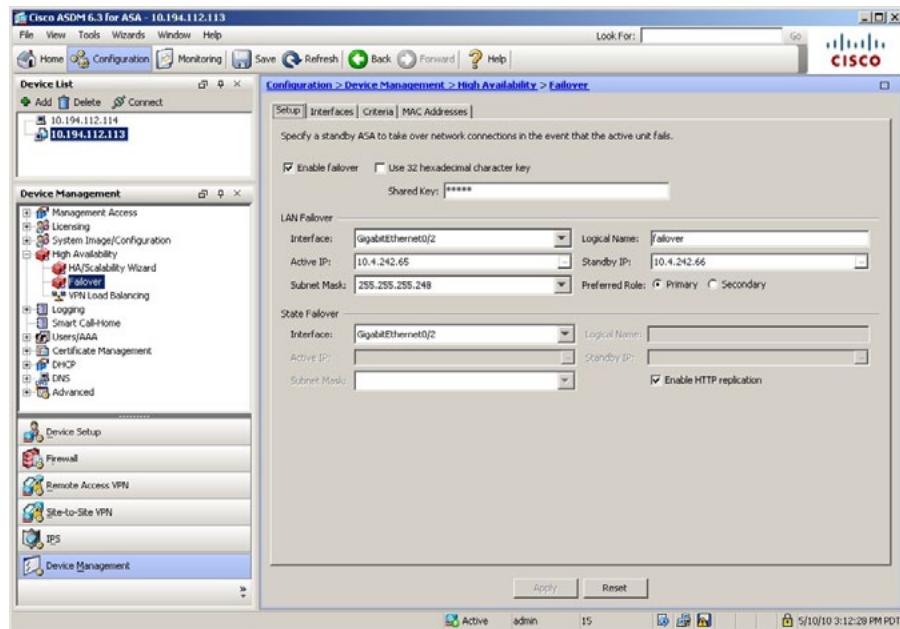 Cisco ASDM 6.3 for ASA - 10.194.112.113
File View Tools Wizards Window Help
Look For:
Go
Home Configuration Monitoring Save Refresh Back Forward Help
CISCO
Device List
Add Delete Connect
10.194.112.114
10.194.112.113
Device Management
Management Access
Licensing
System Image/Configuration
High Availability
HA/Scalability Wizard
Failover
VPN Load Balancing
Logging
Smart Call-Home
Users/AAA
Certificate Management
DHCP
DNS
Advanced
Device Setup
Firewall
Remote Access VPN
Site-to-Site VPN
IPS
Device Management
Configuration > Device Management > High Availability > Failover
Setup Interfaces Criteria MAC Addresses
Specify a standby ASA to take over network connections in the event that the active unit fails.
Enable failover Use 32 hexadecimal character key
Shared Key: *****
LAN Failover
Interface: GigabitEthernet0/2 Logical Name: failover
Active IP: 10.4.242.65 Standby IP: 10.4.242.66
Subnet Mask: 255.255.255.248 Preferred Role: Primary Secondary
State Failover
Interface: GigabitEthernet0/2 Logical Name:
Active IP: Standby IP:
Subnet Mask: Enable HTTP replication
Apply Reset
Active admin 15 5/10/10 3:12:28 PM PDT